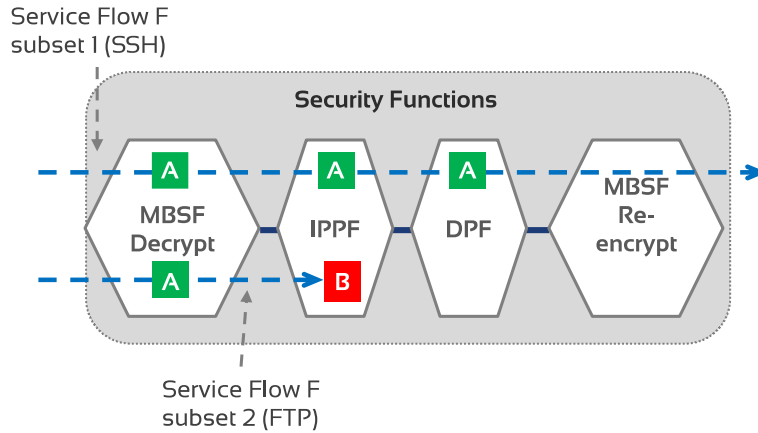 Service Flow F
subset 1 (SSH)
Security Functions
A
A
A
MBSF
Decrypt
IPPF
DPF
MBSF
Re-
encrypt
A
B
Service Flow F
subset 2 (FTP)